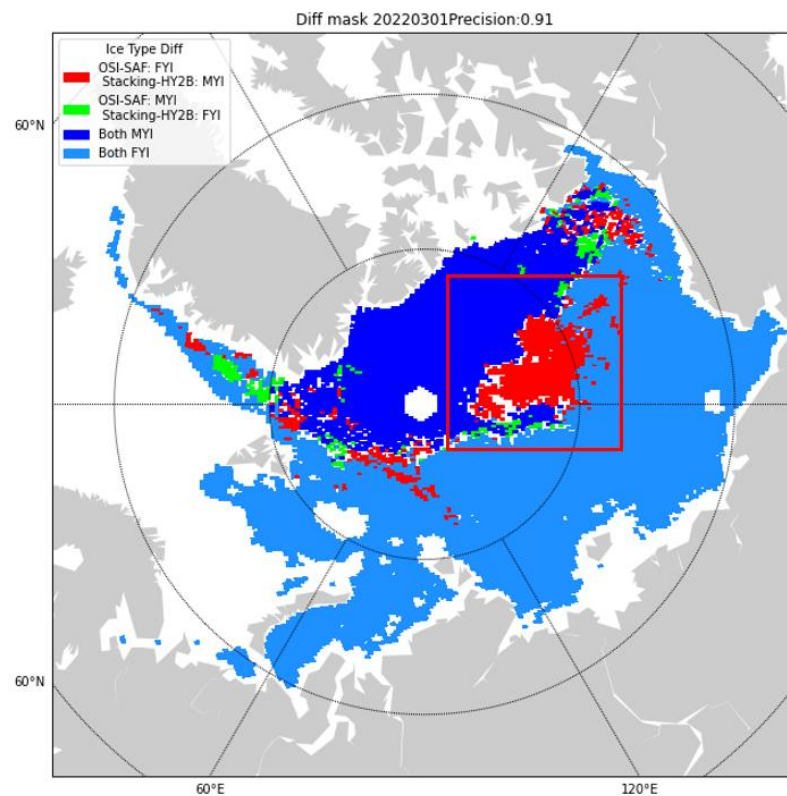 Diff mask 20220301Precision:0.91
Ice Type Diff
OSI-SAF: FYI
Stacking-HY2B: MYI
OSI-SAF: MYI
Stacking-HY2B: FYI
Both MYI
Both FYI
60°N
60°N
60°E
120°E